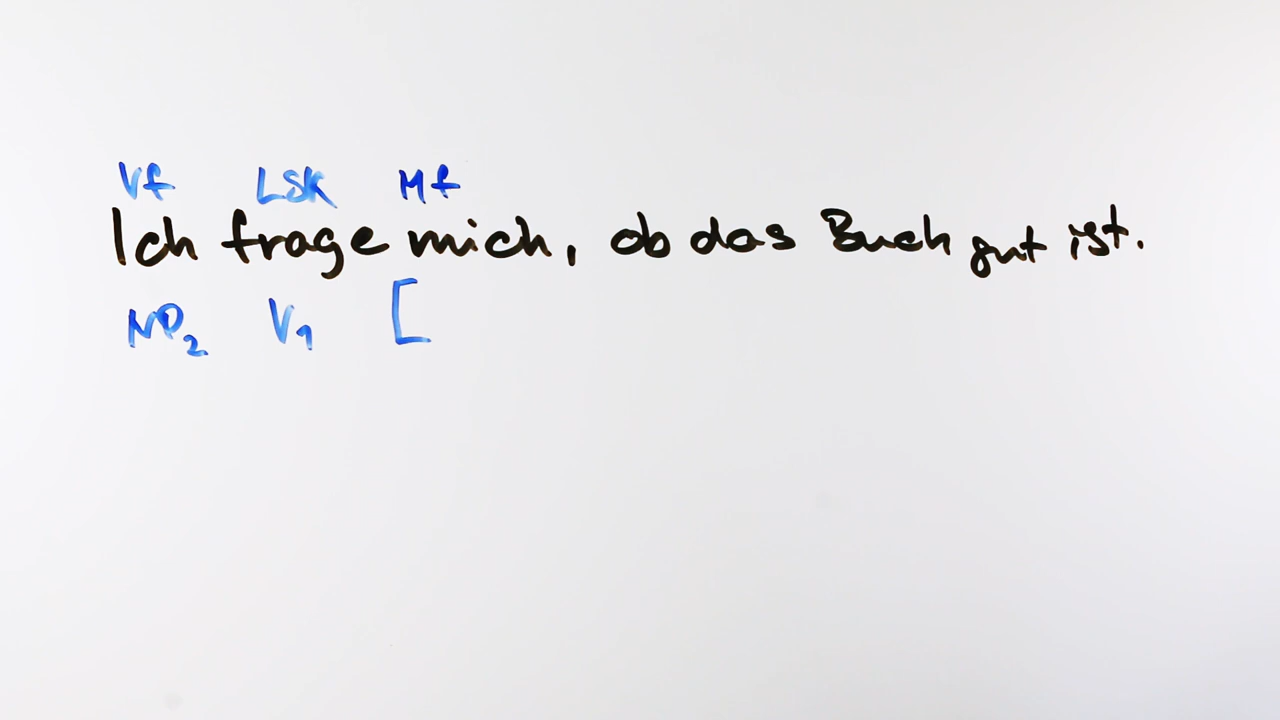 Vf LSK Mf
Ich frage mich, ob das Buch gut ist.
NP₂ V₁ [